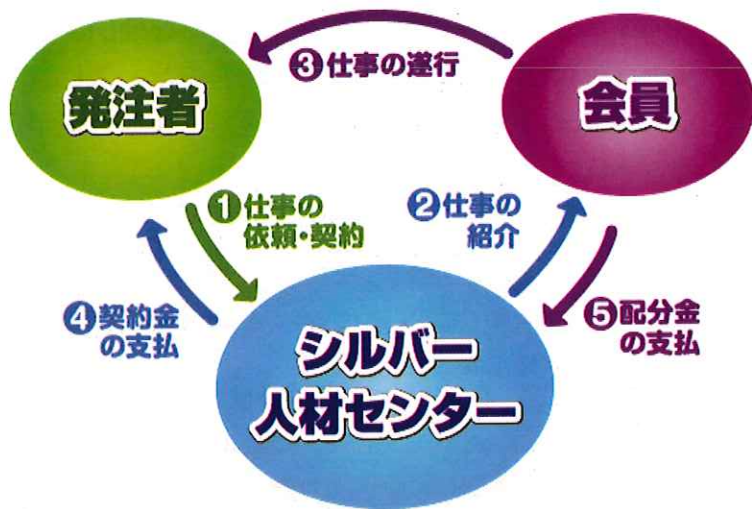 ③仕事の遂行
発注者
会員
①仕事の
依頼・契約
②仕事の
紹介
④契約金
の支払
⑤配分金
の支払
シルバー
人材センター